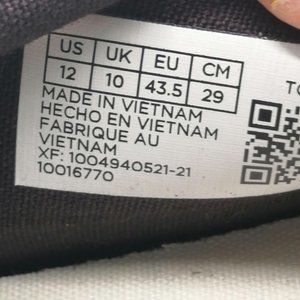 US UK EU CM
12 10 43.5 29
MADE IN VIETNAM
HECHO EN VIETNAM
FABRIQUE AU
VIETNAM
XF: 1004940521-21
10016770